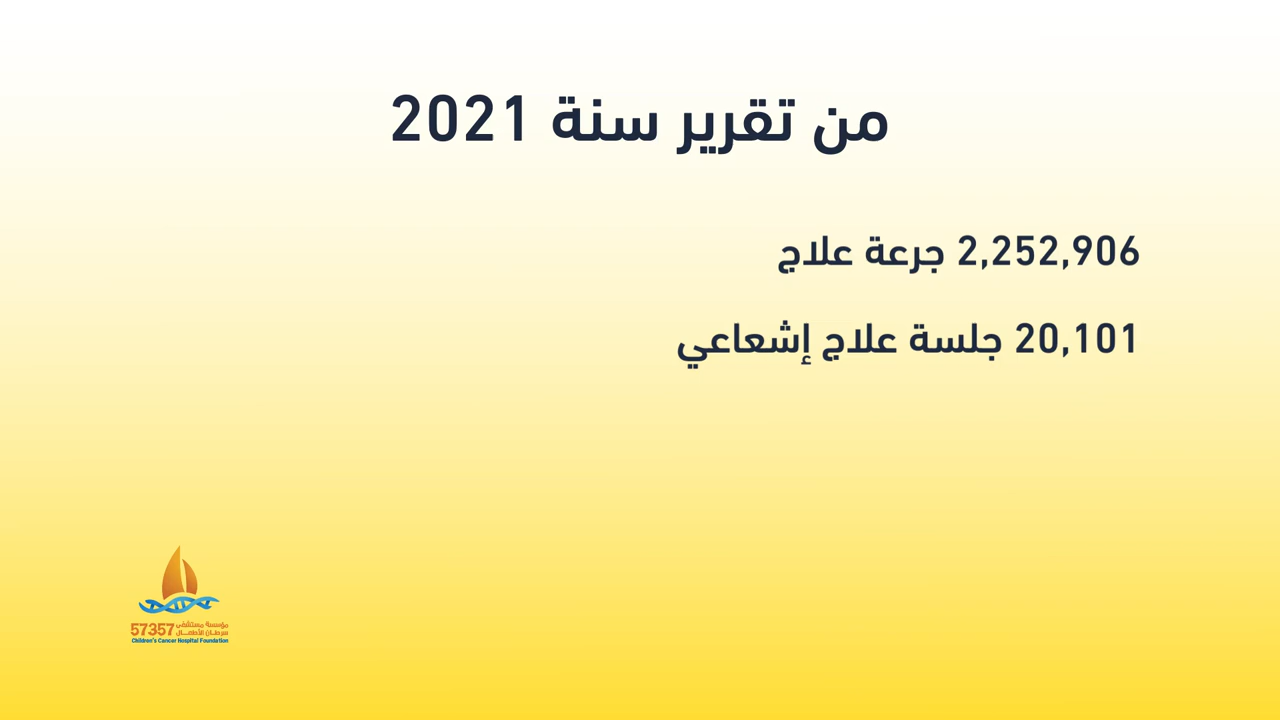 من تقرير سنة 2021
2,252,906 جرعة علاج
20,101 جلسة علاج إشعاعي
مؤسسة مستشفى
سرطان الأطفال
57357
Children's Cancer Hospital Foundation